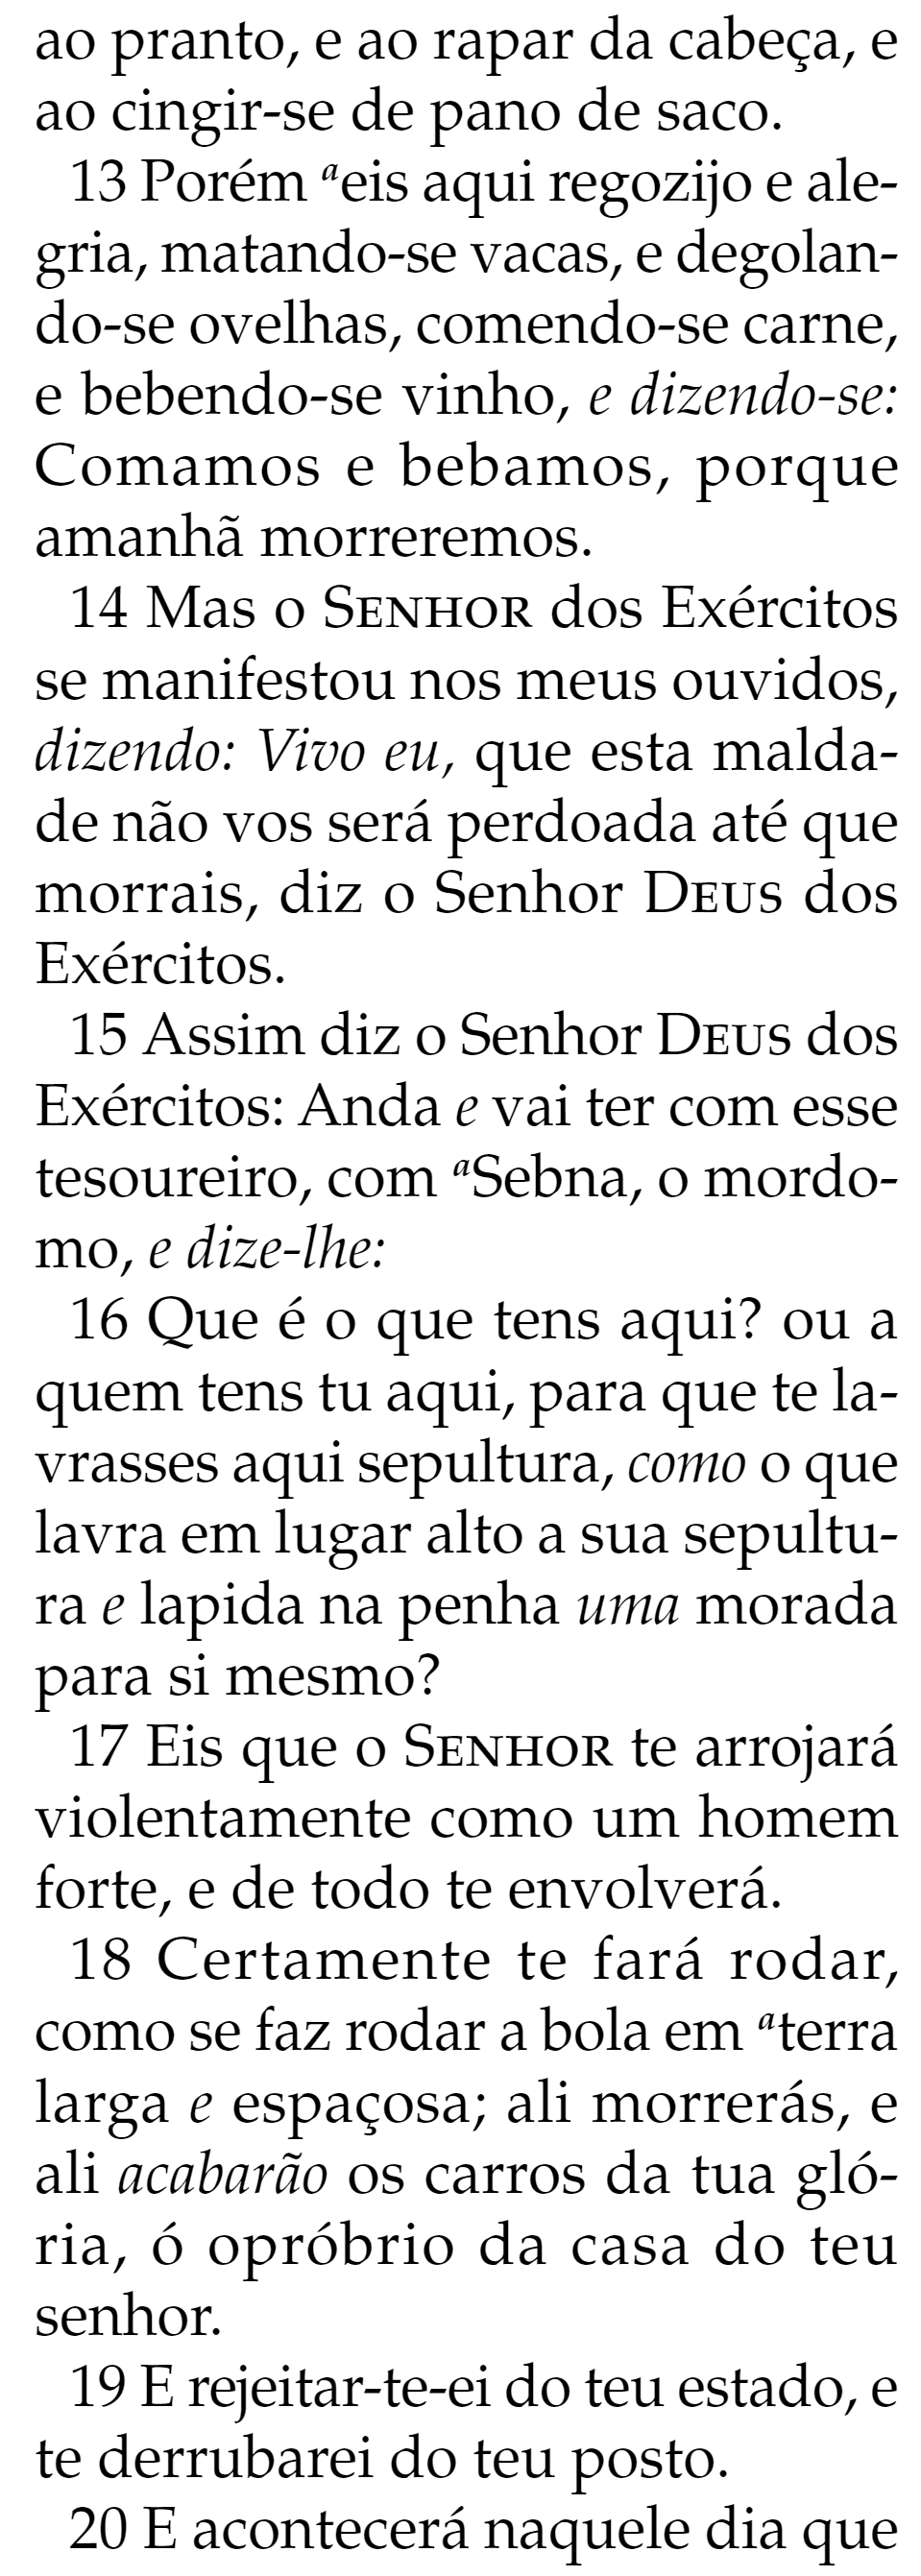 ao pranto, e ao rapar da cabeça, e
ao cingir-se de pano de saco.
13 Porém ᵃeis aqui regozijo e ale-
gria, matando-se vacas, e degolan-
do-se ovelhas, comendo-se carne,
e bebendo-se vinho, e dizendo-se:
Comamos e bebamos, porque
amanhã morreremos.
14 Mas o SENHOR dos Exércitos
se manifestou nos meus ouvidos,
dizendo: Vivo eu, que esta malda-
de não vos será perdoada até que
morrais, diz o Senhor DEUS dos
Exércitos.
15 Assim diz o Senhor DEUS dos
Exércitos: Anda e vai ter com esse
tesoureiro, com ᵃSebna, o mordo-
mo, e dize-lhe:
16 Que é o que tens aqui? ou a
quem tens tu aqui, para que te la-
vrasses aqui sepultura, como o que
lavra em lugar alto a sua sepultu-
ra e lapida na penha uma morada
para si mesmo?
17 Eis que o SENHOR te arrojará
violentamente como um homem
forte, e de todo te envolverá.
18 Certamente te fará rodar,
como se faz rodar a bola em ᵃterra
larga e espaçosa; ali morrerás, e
ali acabarão os carros da tua gló-
ria, ó opróbrio da casa do teu
senhor.
19 E rejeitar-te-ei do teu estado, e
te derrubarei do teu posto.
20 E acontecerá naquele dia que